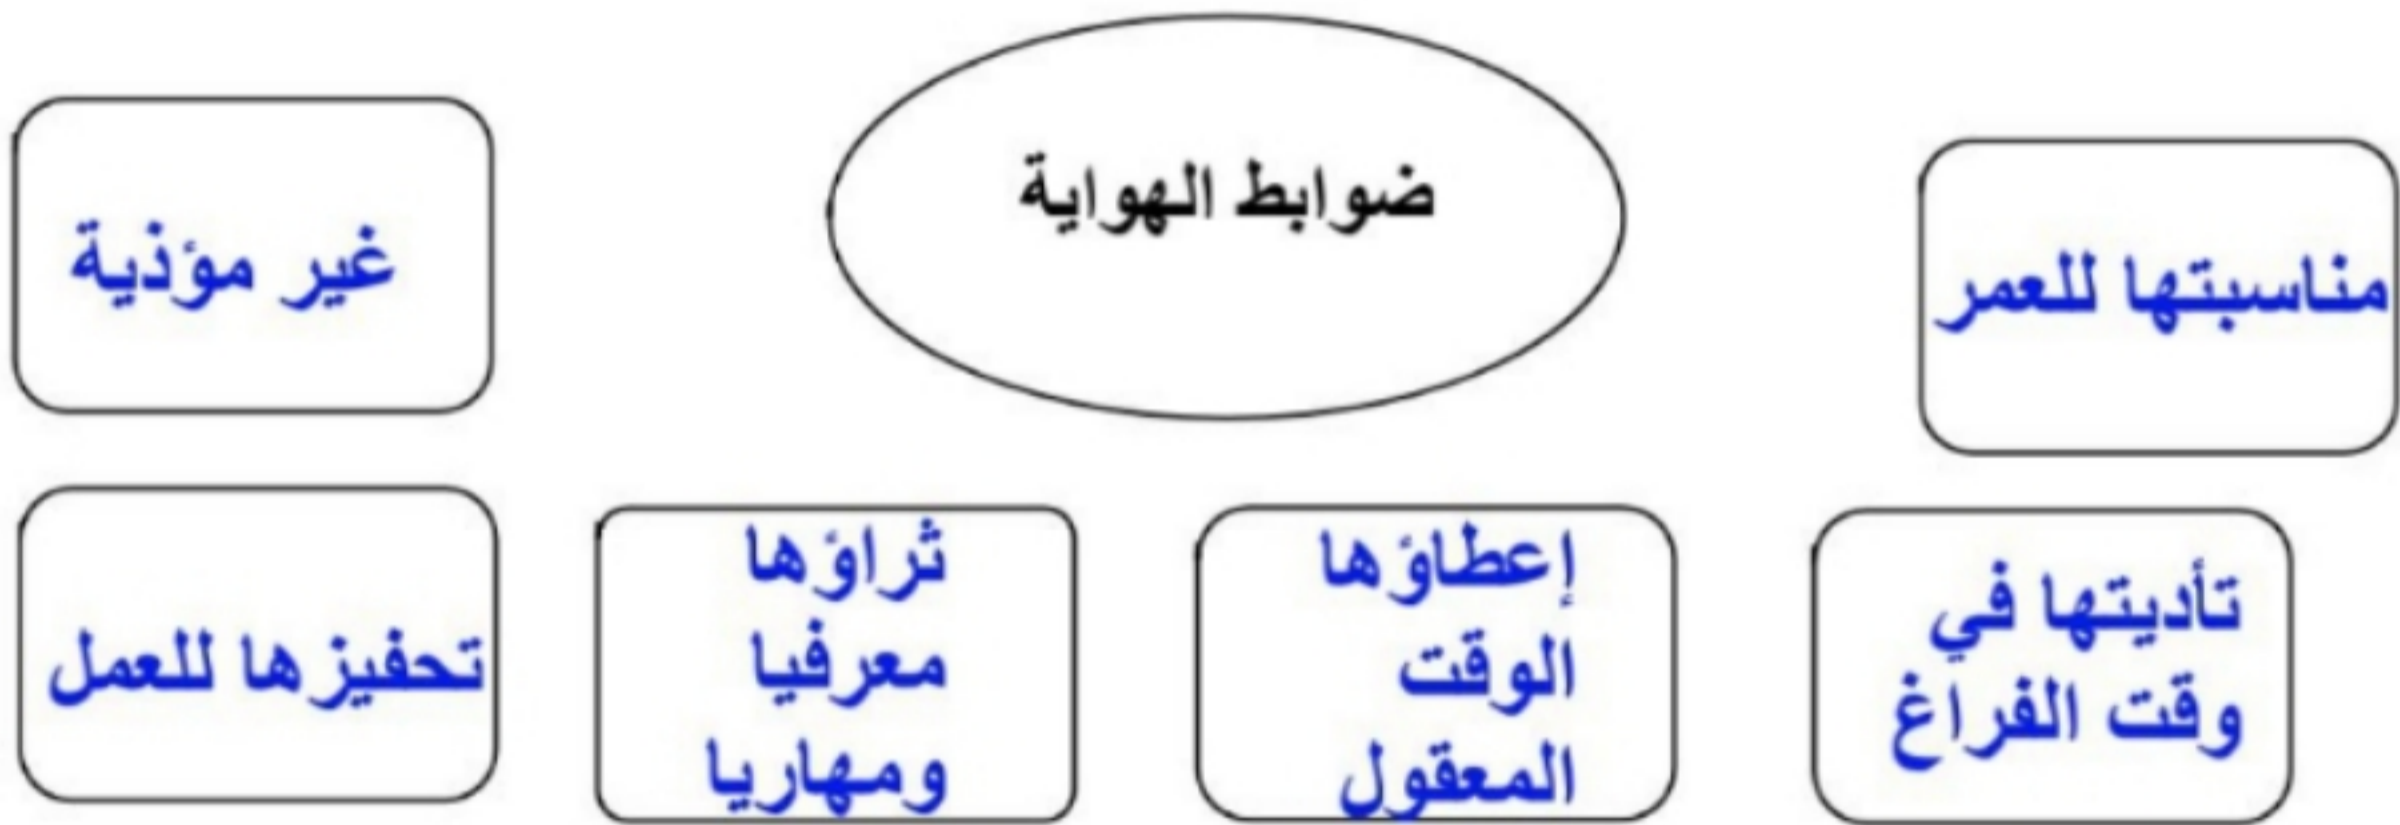 ضوابط الهواية
مناسبتها للعمر
غير مؤذية
تأديتها في
وقت الفراغ
إعطاؤها
الوقت
المعقول
ثراؤها
معرفيا
ومهاريا
تحفيزها للعمل